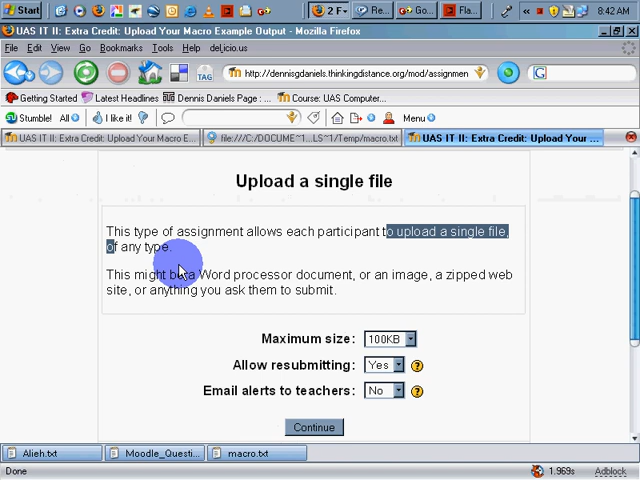 Start
2 F
Re:
Go...
Fla...
8:42 AM
UAS IT II: Extra Credit: Upload Your Macro Example Output - Mozilla Firefox
File Edit View Go Bookmarks Tools Help del.icio.us
TAG
http://dennisgdaniels.thinkingdistance.org/mod/assignmen
G
Getting Started Latest Headlines Dennis Daniels Page : ... Course: UAS Computer...
Stumble! All I like it! Menu
UAS IT II: Extra Credit: Upload Your Macro E... file:///C:/DOCUME~1...LS~1/Temp/macro.txt UAS IT II: Extra Credit: Upload Your ...
Upload a single file
This type of assignment allows each participant to upload a single file,
of any type.
This might be a Word processor document, or an image, a zipped web
site, or anything you ask them to submit.
Maximum size: 100KB
Allow resubmitting: Yes ?
Email alerts to teachers: No ?
Continue
Alieh.txt Moodle_Questi... macro.txt
Done 1.969s Adblock